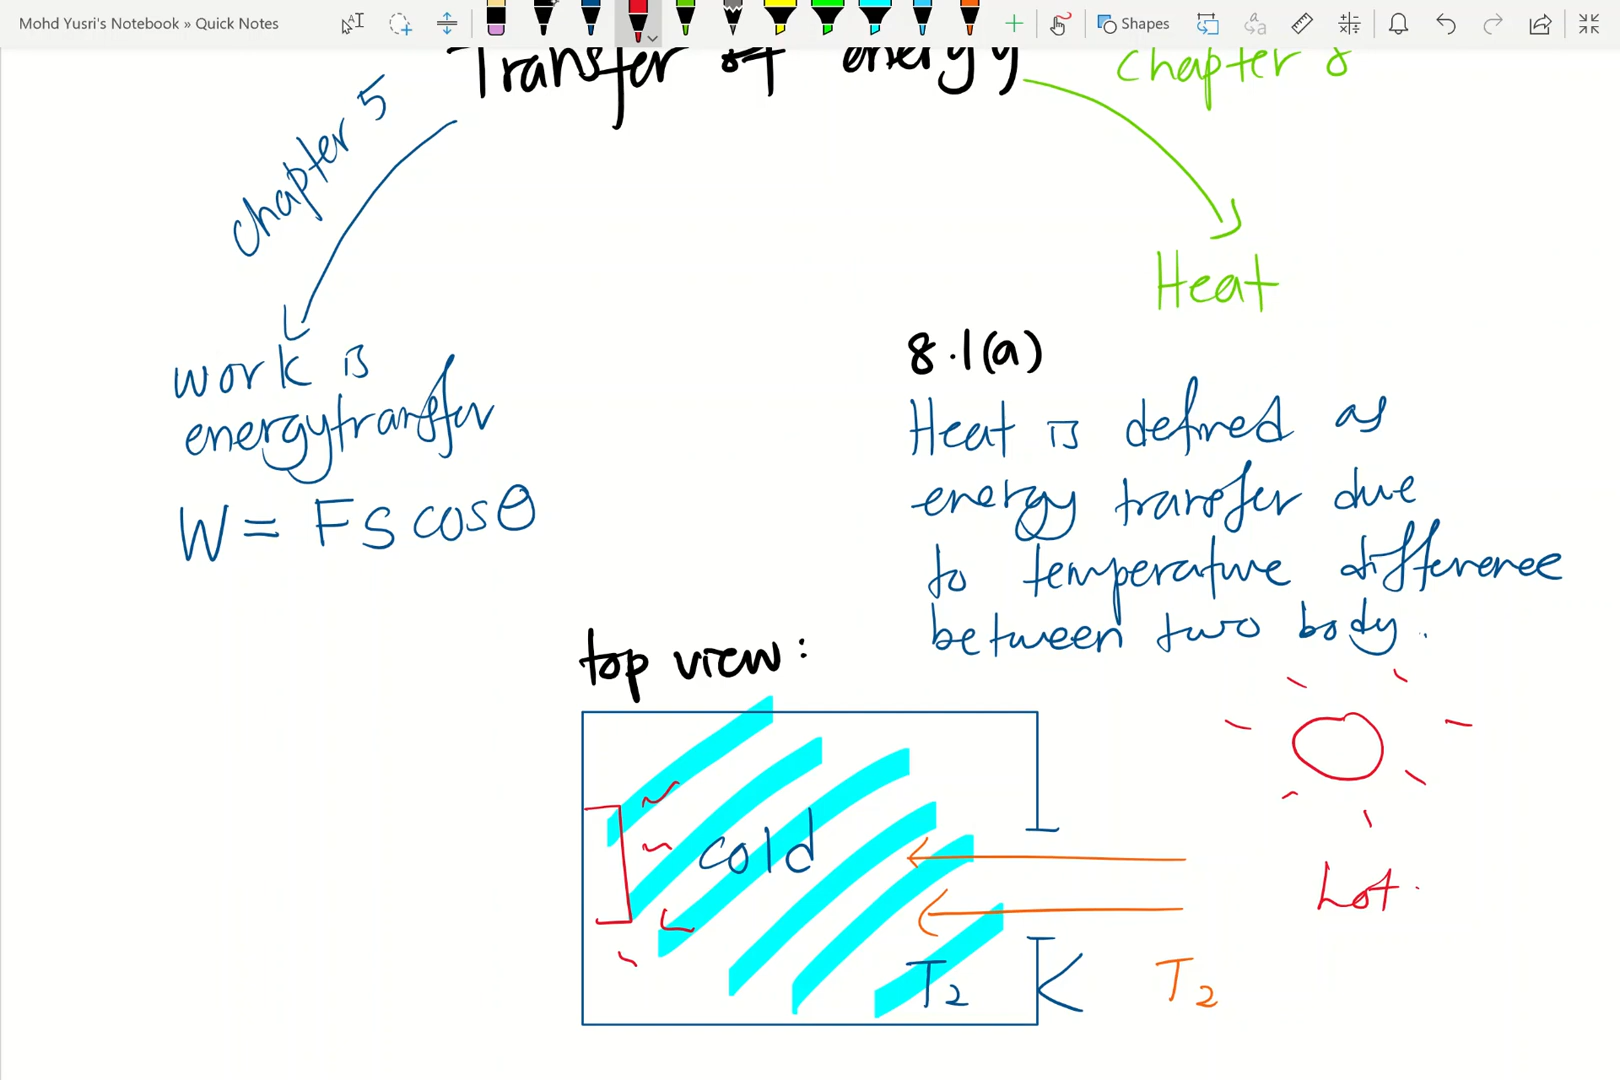 Mohd Yusri's Notebook » Quick Notes
Shapes
Transfer of energy
chapter 8
chapter 5
Heat
work is
energy transfer
W = Fs cosθ
8.1(a)
Heat is defined as
energy transfer due
to temperature difference
between two body.
top view:
cold
hot.
T2 < T2